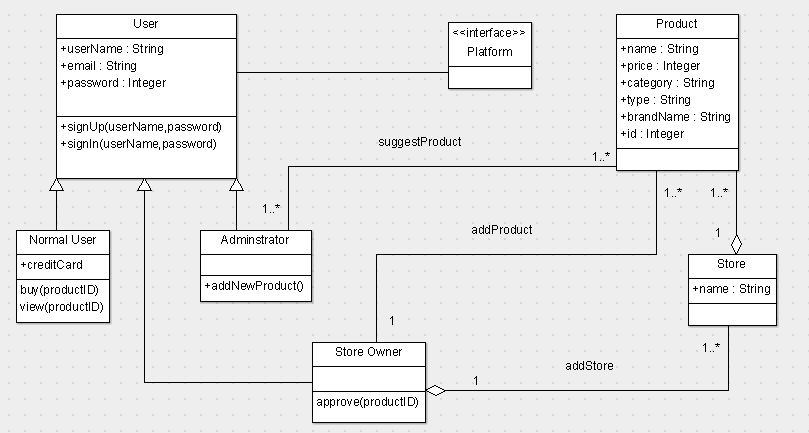 User
+userName : String
+email : String
+password : Integer
+signUp(userName,password)
+signIn(userName,password)
<<interface>>
Platform
Product
+name : String
+price : Integer
+category : String
+type : String
+brandName : String
+id : Integer
suggestProduct
1..*
1..*
1..*
1..*
Normal User
+creditCard
buy(productID)
view(productID)
Adminstrator
+addNewProduct()
addProduct
1
Store
+name : String
1
Store Owner
approve(productID)
1..*
addStore
1